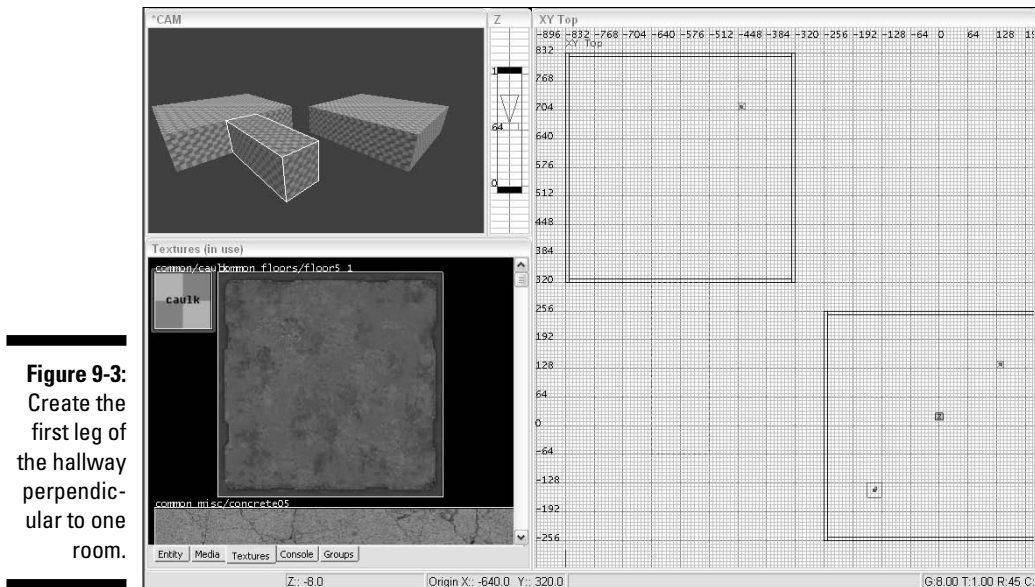 *CAM
Z
XY Top
-896 -832 -768 -704 -640 -576 -512 -448 -384 -320 -256 -192 -128 -64 0 64 128 19
XY Top
832
768
704
640
576
512
448
384
320
256
192
128
64
0
-64
-128
-192
-256
1
64
0
Textures (in use)
common/caulk
common floors/floor5_1
caulk
common misc/concrete05
Entity Media Textures Console Groups
Z:: -8.0 Origin X:: -640.0 Y:: 320.0 G:8.00 T:1.00 R:45 C
Figure 9-3:
Create the
first leg of
the hallway
perpendic-
ular to one
room.